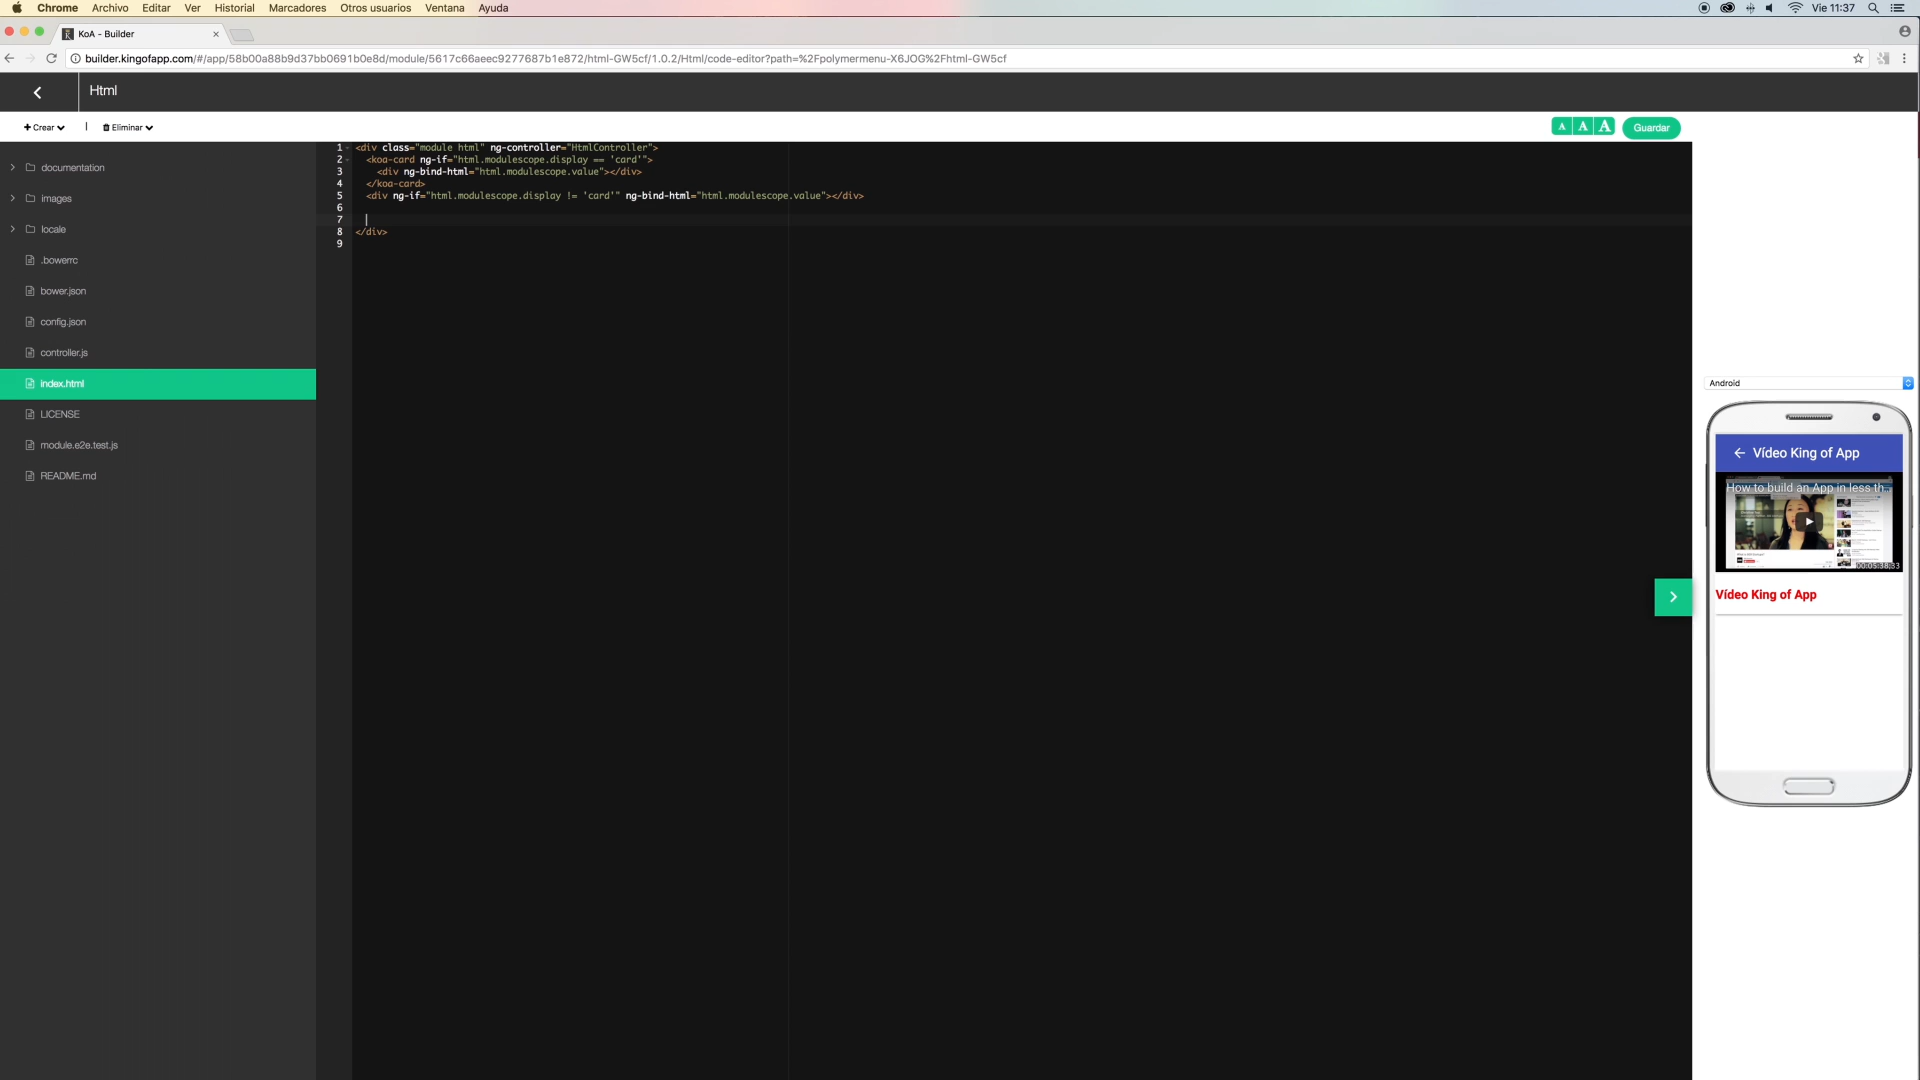 Chrome Archivo Editar Ver Historial Marcadores Otros usuarios Ventana Ayuda Vie 11:37
KoA - Builder
builder.kingofapp.com/#/app/58b00a88b9d37bb0691b0e8d/module/5617c66aeec9277687b1e872/html-GW5cf/1.0.2/Html/code-editor?path=%2Fpolymermenu-X6JOG%2Fhtml-GW5cf
Html
+ Crear | Eliminar A A A Guardar
documentation
images
locale
.bowerrc
bower.json
config.json
controller.js
index.html
LICENSE
module.e2e.test.js
README.md
1 <div class="module html" ng-controller="HtmlController">
2 <koa-card ng-if="html.modulescope.display == 'card'">
3 <div ng-bind-html="html.modulescope.value"></div>
4 </koa-card>
5 <div ng-if="html.modulescope.display != 'card'" ng-bind-html="html.modulescope.value"></div>
6
7
8 </div>
9
Android
Vídeo King of App
How to build an App in less th...
00:05:38:33
Vídeo King of App